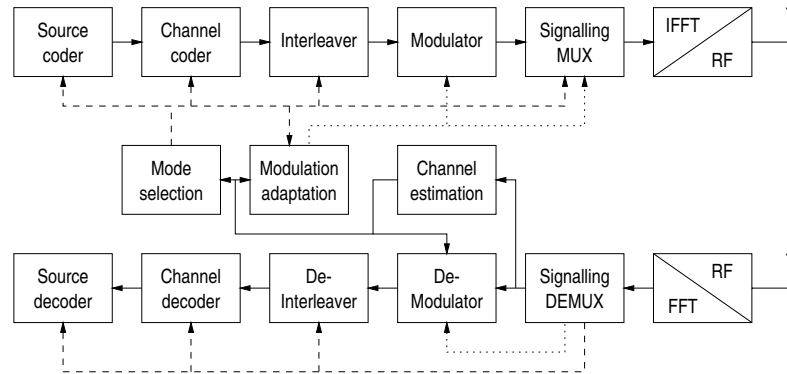 Source
coder
Channel
coder
Interleaver
Modulator
Signalling
MUX
IFFT
RF
Mode
selection
Modulation
adaptation
Channel
estimation
Source
decoder
Channel
decoder
De-
Interleaver
De-
Modulator
Signalling
DEMUX
RF
FFT